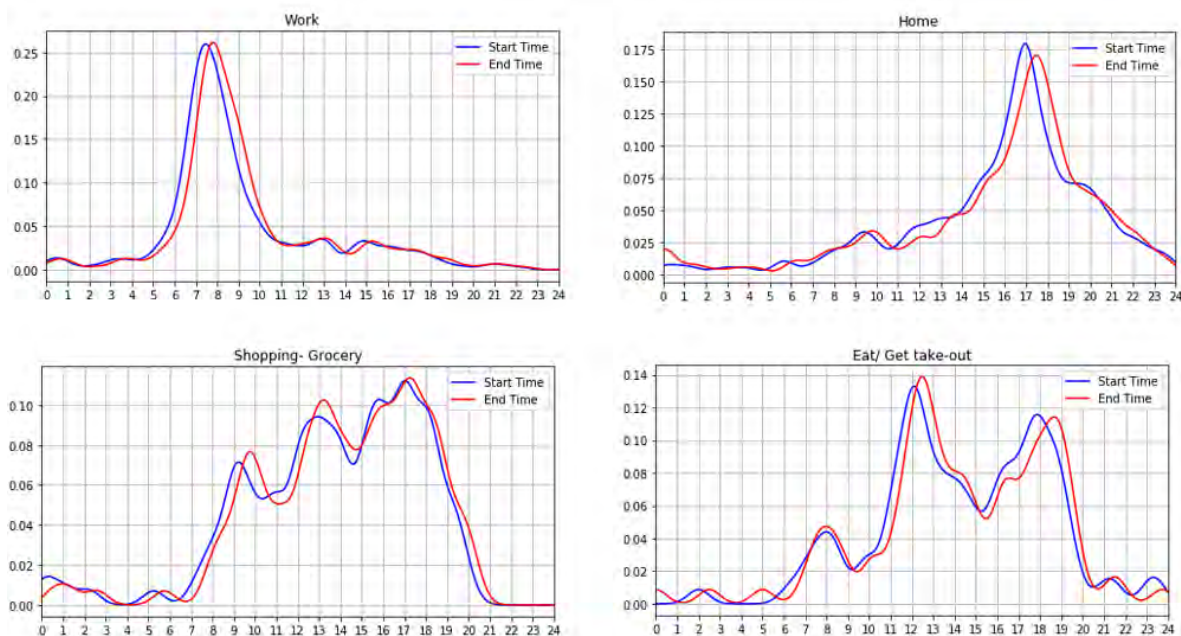 Work
Start Time
End Time
0.25
0.20
0.15
0.10
0.05
0.00
0 1 2 3 4 5 6 7 8 9 10 11 12 13 14 15 16 17 18 19 20 21 22 23 24
Home
Start Time
End Time
0.175
0.150
0.125
0.100
0.075
0.050
0.025
0.000
0 1 2 3 4 5 6 7 8 9 10 11 12 13 14 15 16 17 18 19 20 21 22 23 24
Shopping- Grocery
Start Time
End Time
0.10
0.08
0.06
0.04
0.02
0.00
0 1 2 3 4 5 6 7 8 9 10 11 12 13 14 15 16 17 18 19 20 21 22 23 24
Eat/ Get take-out
Start Time
End Time
0.14
0.12
0.10
0.08
0.06
0.04
0.02
0.00
0 1 2 3 4 5 6 7 8 9 10 11 12 13 14 15 16 17 18 19 20 21 22 23 24